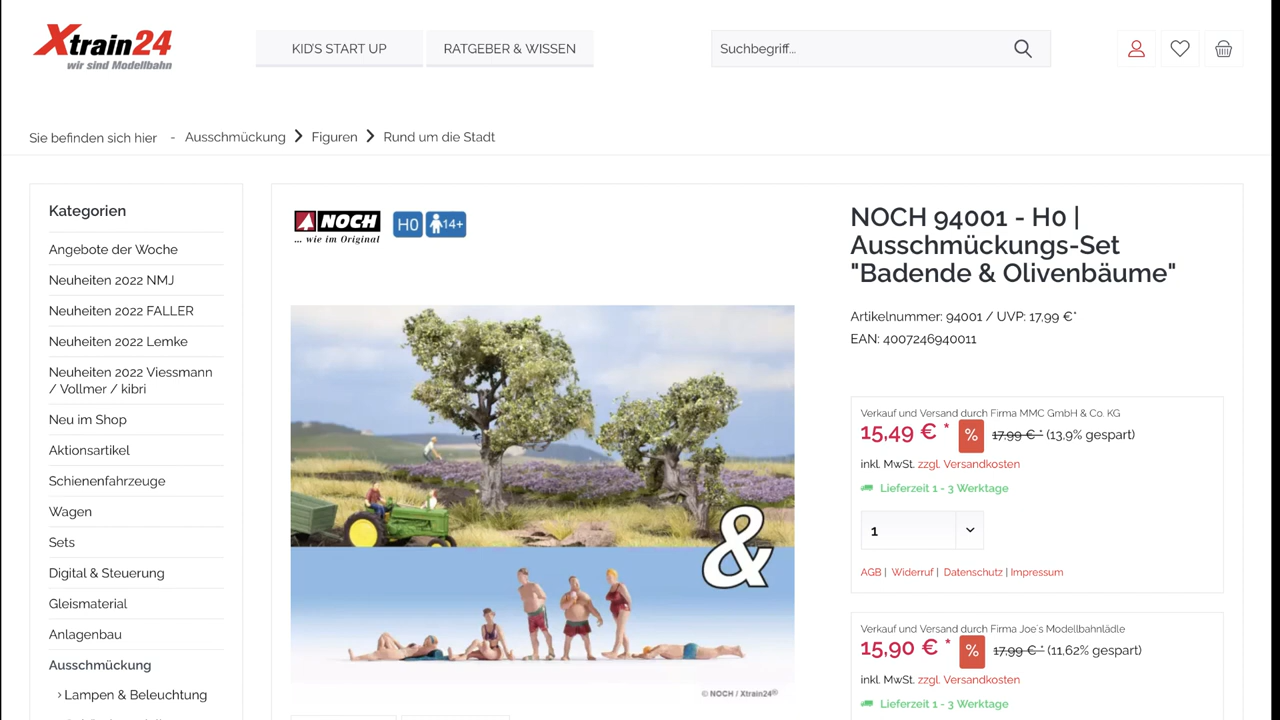 Xtrain24
wir sind Modellbahn
KID'S START UP
RATGEBER & WISSEN
Suchbegriff...
Sie befinden sich hier - Ausschmückung Figuren Rund um die Stadt
Kategorien
Angebote der Woche
Neuheiten 2022 NMJ
Neuheiten 2022 FALLER
Neuheiten 2022 Lemke
Neuheiten 2022 Viessmann
/ Vollmer / kibri
Neu im Shop
Aktionsartikel
Schienenfahrzeuge
Wagen
Sets
Digital & Steuerung
Gleismaterial
Anlagenbau
Ausschmückung
› Lampen & Beleuchtung
NOCH
... wie im Original
H0
14+
&
© NOCH / Xtrain24®
NOCH 94001 - H0 |
Ausschmückungs-Set
"Badende & Olivenbäume"
Artikelnummer: 94001 / UVP: 17,99 €*
EAN: 4007246940011
Verkauf und Versand durch Firma MMC GmbH & Co. KG
15,49 € * % 17,99 € * (13,9% gespart)
inkl. MwSt. zzgl. Versandkosten
Lieferzeit 1 - 3 Werktage
1
AGB | Widerruf | Datenschutz | Impressum
Verkauf und Versand durch Firma Joe´s Modellbahnlädle
15,90 € * % 17,99 € * (11,62% gespart)
inkl. MwSt. zzgl. Versandkosten
Lieferzeit 1 - 3 Werktage